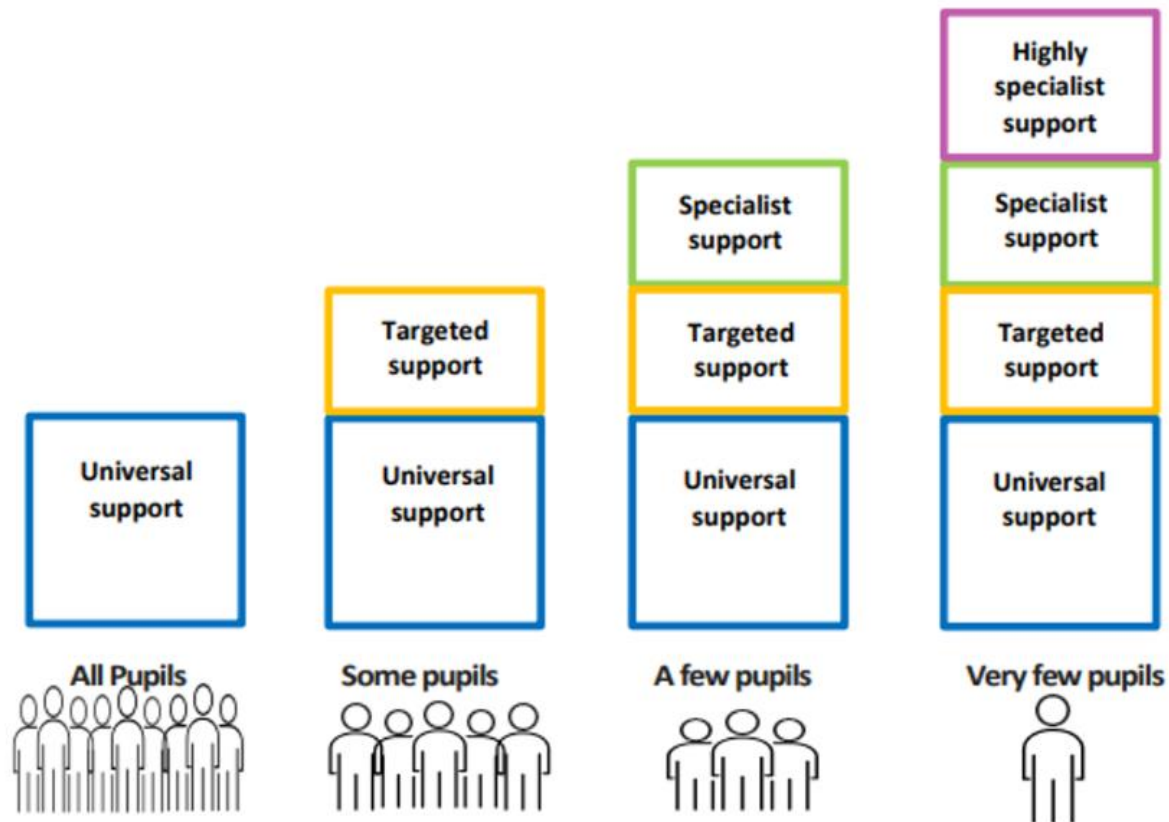 Universal
support
All Pupils
Targeted
support
Universal
support
Some pupils
Specialist
support
Targeted
support
Universal
support
A few pupils
Highly
specialist
support
Specialist
support
Targeted
support
Universal
support
Very few pupils